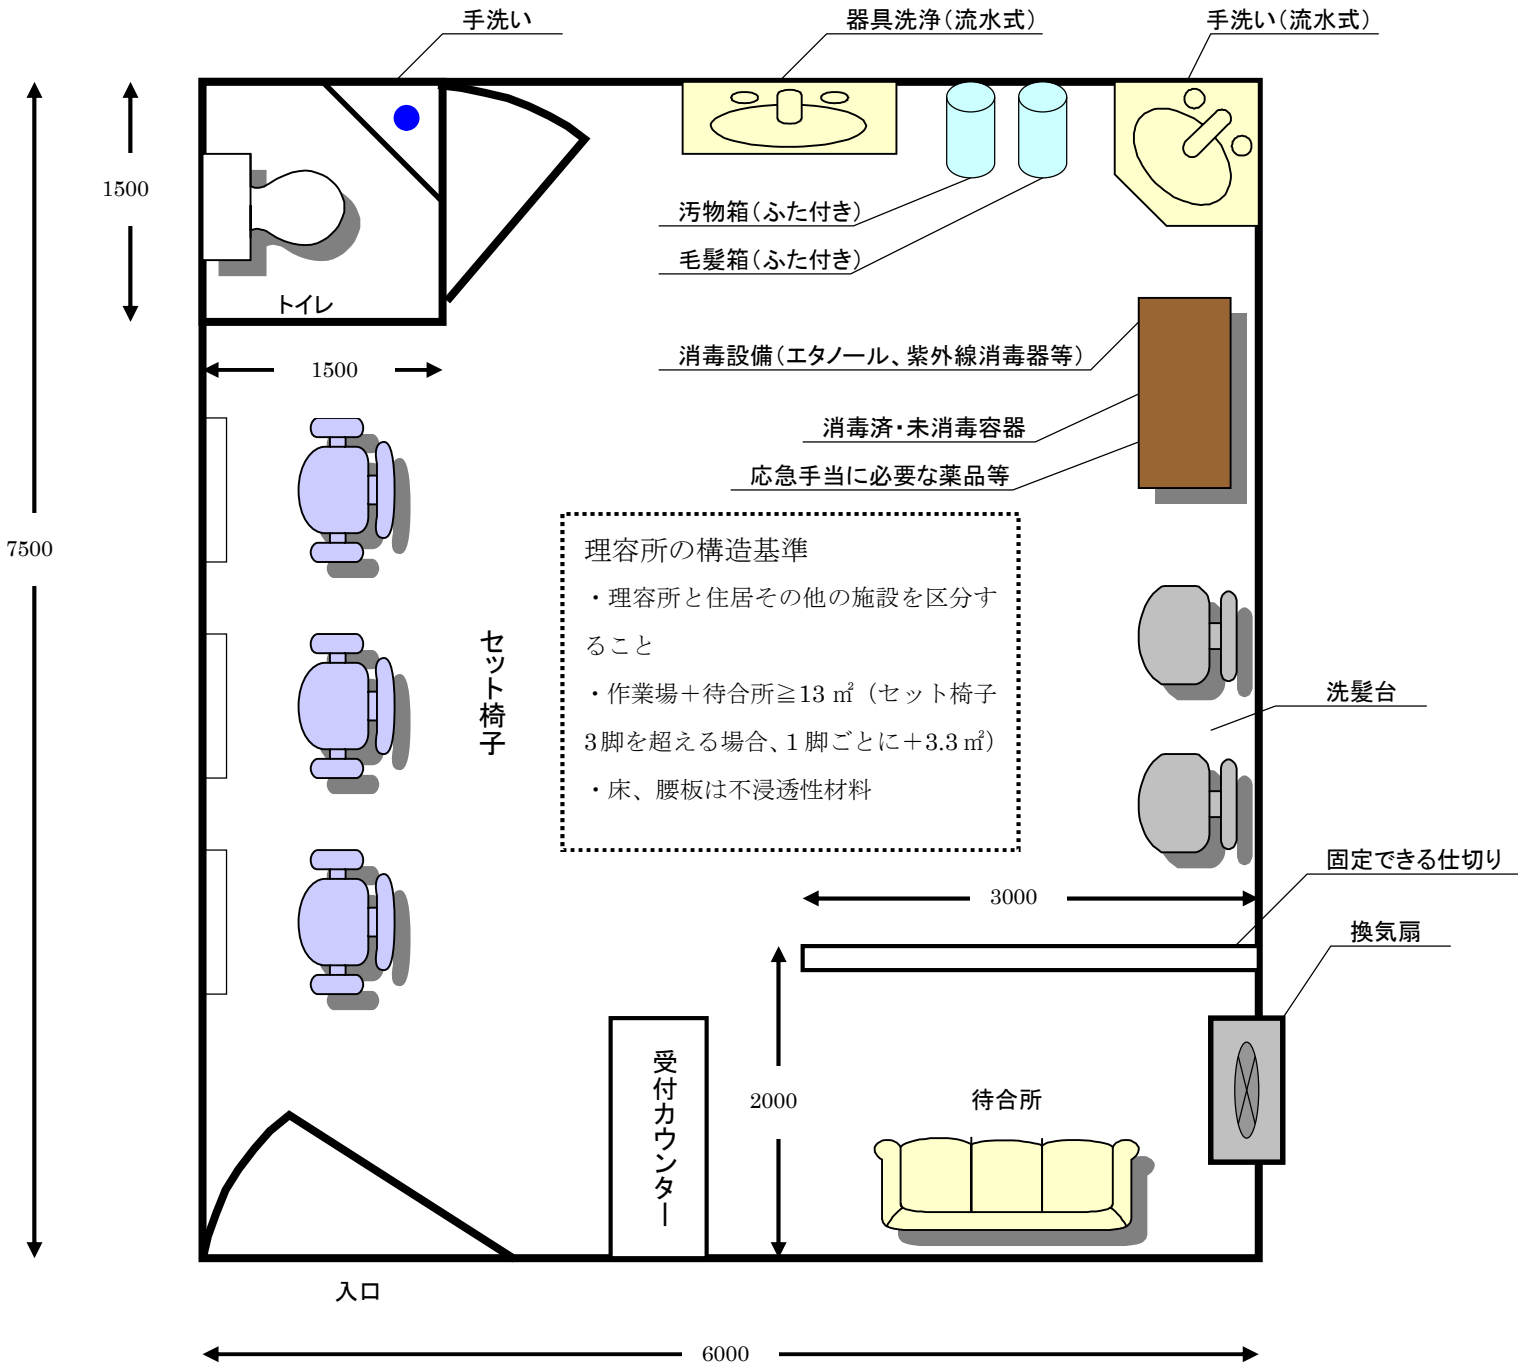 手洗い
器具洗浄(流水式)
手洗い(流水式)
1500
汚物箱(ふた付き)
毛髪箱(ふた付き)
トイレ
消毒設備(エタノール、紫外線消毒器等)
1500
消毒済・未消毒容器
応急手当に必要な薬品等
7500
理容所の構造基準
・理容所と住居その他の施設を区分す
ること
・作業場＋待合所≧13 ㎡（セット椅子
3脚を超える場合、1 脚ごとに＋3.3 ㎡）
・床、腰板は不浸透性材料
セット椅子
洗髪台
固定できる仕切り
3000
換気扇
受付カウンター
2000
待合所
入口
6000